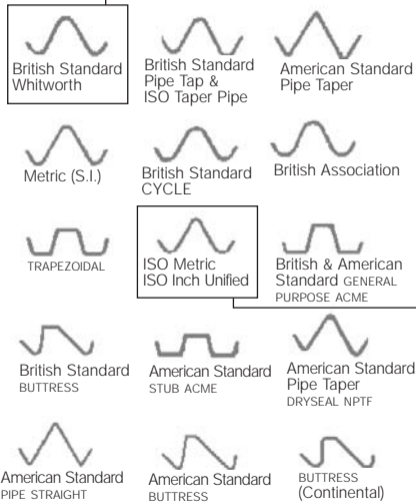 British Standard
Whitworth
British Standard
Pipe Tap &
ISO Taper Pipe
American Standard
Pipe Taper
Metric (S.I.)
British Standard
CYCLE
British Association
TRAPEZOIDAL
ISO Metric
ISO Inch Unified
British & American
Standard GENERAL
PURPOSE ACME
British Standard
BUTTRESS
American Standard
STUB ACME
American Standard
Pipe Taper
DRYSEAL NPTF
American Standard
PIPE STRAIGHT
American Standard
BUTTRESS
BUTTRESS
(Continental)